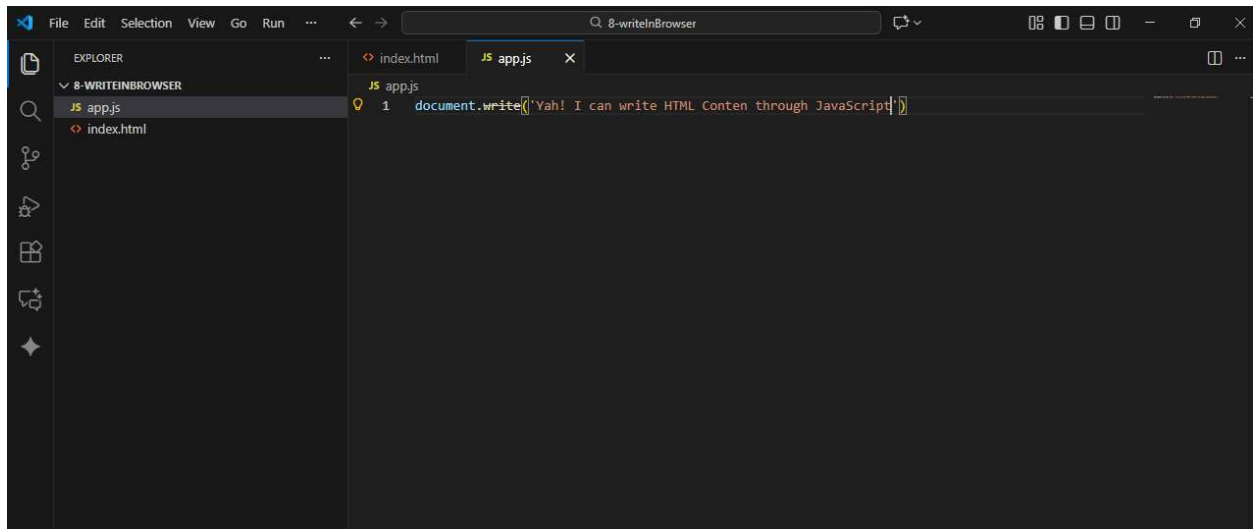 File Edit Selection View Go Run ··· 8-writeInBrowser
EXPLORER ···
index.html JS app.js
8-WRITEINBROWSER
JS app.js
JS app.js
index.html
1 document.write('Yah! I can write HTML Conten through JavaScript')